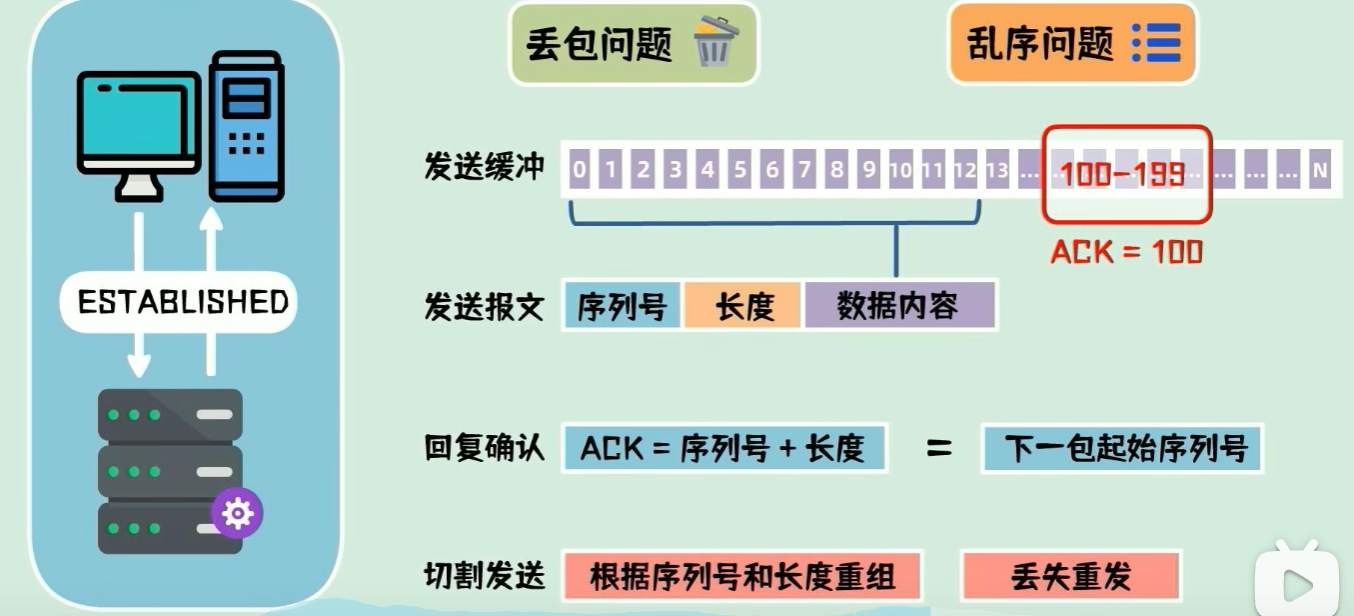 丢包问题
乱序问题
发送缓冲 0 1 2 3 4 5 6 7 8 9 10 11 12 13 ... 100-199 ... ... ... N
ACK = 100
ESTABLISHED
发送报文 序列号 长度 数据内容
回复确认 ACK = 序列号 + 长度 = 下一包起始序列号
切割发送 根据序列号和长度重组 丢失重发